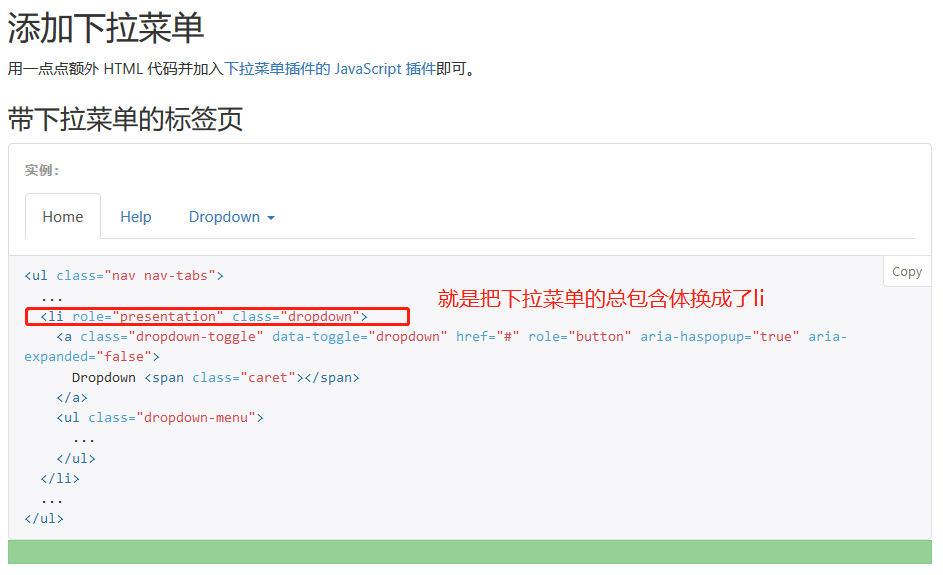 添加下拉菜单
用一点点额外 HTML 代码并加入下拉菜单插件的 JavaScript 插件即可。
带下拉菜单的标签页
实例：
Home Help Dropdown
Copy
<ul class="nav nav-tabs">
...
就是把下拉菜单的总包含体换成了li
<li role="presentation" class="dropdown">
<a class="dropdown-toggle" data-toggle="dropdown" href="#" role="button" aria-haspopup="true" aria-
expanded="false">
Dropdown <span class="caret"></span>
</a>
<ul class="dropdown-menu">
...
</ul>
</li>
...
</ul>